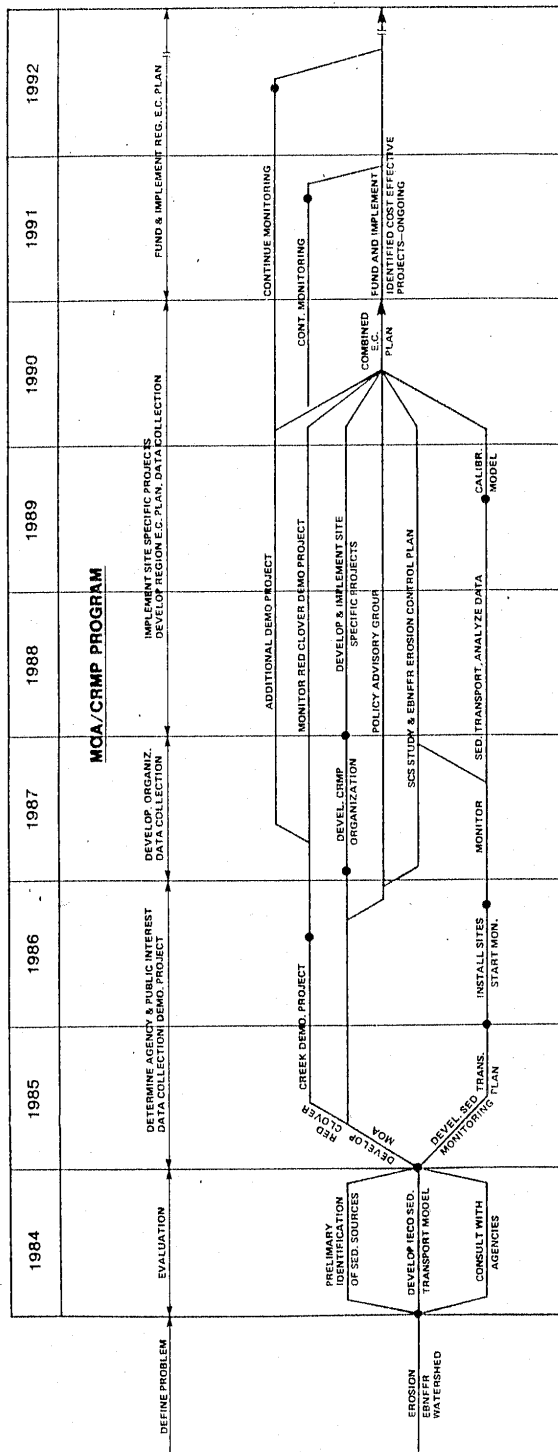 MOA/CRMP PROGRAM
1984
1985
1986
1987
1988
1989
1990
1991
1992
DEFINE PROBLEM
EVALUATION
DETERMINE AGENCY & PUBLIC INTEREST
DATA COLLECTION DEMO. PROJECT
DEVELOP. ORGANIZ.
DATA COLLECTION
IMPLEMENT SITE SPECIFIC PROJECTS
DEVELOP REGION E.C. PLAN, DATA COLLECTION
FUND & IMPLEMENT REG. E.C. PLAN
ADDITIONAL DEMO PROJECT
CONTINUE MONITORING
RED CLOVER
CREEK DEMO. PROJECT
MONITOR RED CLOVER DEMO PROJECT
CONT. MONITORING
PRELIMARY
IDENTIFICATION
OF SED. SOURCES
DEVELOP
MOA
DEVEL. CRMP
ORGANIZATION
DEVELOP & IMPLEMENT SITE
SPECIFIC PROJECTS
POLICY ADVISORY GROUP
COMBINED
E.C.
PLAN
FUND AND IMPLEMENT
IDENTIFIED COST EFFECTIVE
PROJECTS–ONGOING
EROSION
EBNFFR
WATERSHED
DEVELOP IECO SED.
TRANSPORT MODEL
SCS STUDY & EBNFFR EROSION CONTROL PLAN
CONSULT WITH
AGENCIES
DEVEL. SED TRANS.
MONITORING PLAN
INSTALL SITES
START MON.
MONITOR
SED. TRANSPORT, ANALYZE DATA
CALIBR.
MODEL